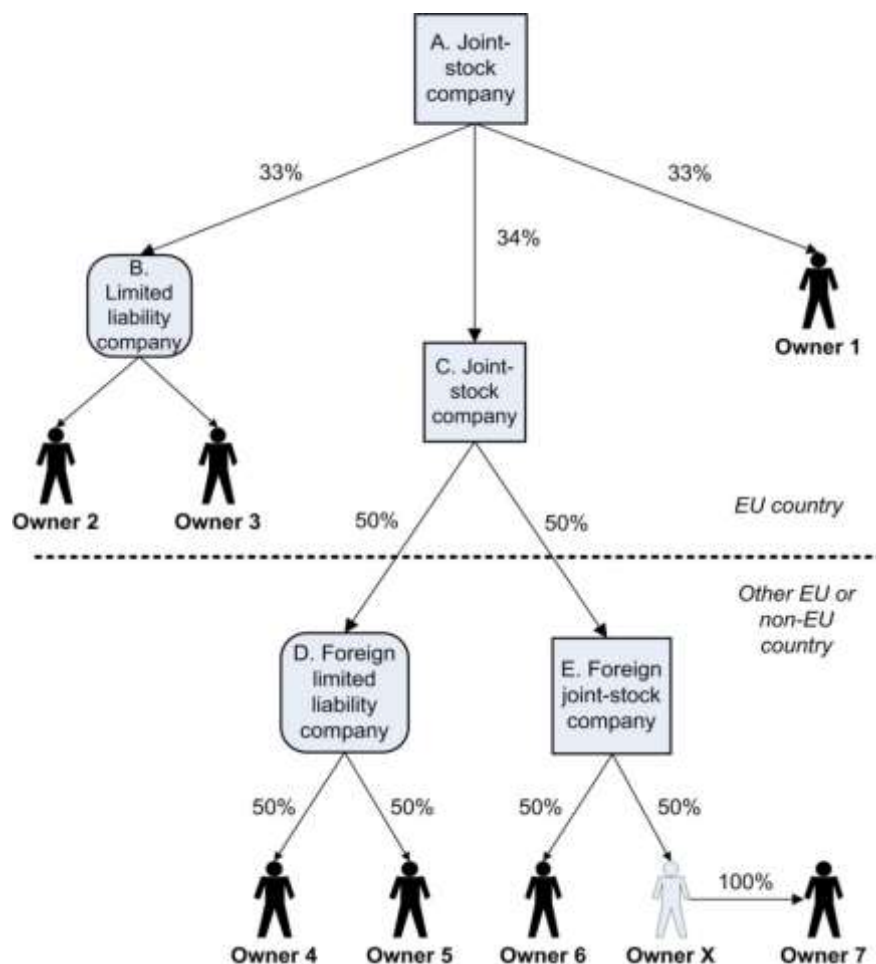 A. Joint-
stock
company
33%
33%
34%
B.
Limited
liability
company
Owner 1
C. Joint-
stock
company
Owner 2
Owner 3
50%
50%
EU country
Other EU or
non-EU
country
D. Foreign
limited
liability
company
E. Foreign
joint-stock
company
50%
50%
50%
50%
100%
Owner 4
Owner 5
Owner 6
Owner X
Owner 7